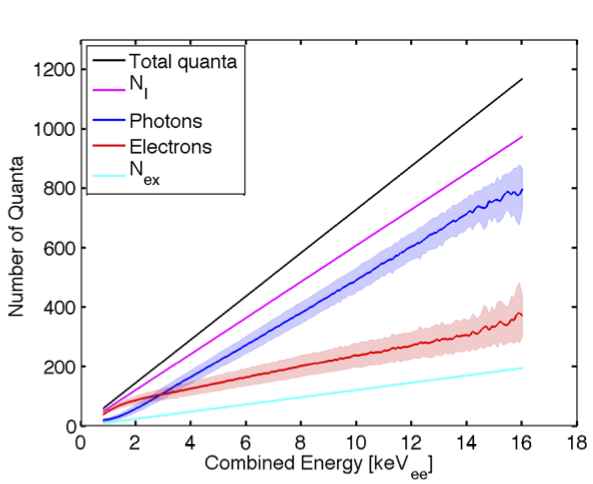 Total quanta
N_I
Photons
Electrons
N_ex
Number of Quanta
1200
1000
800
600
400
200
0
0 2 4 6 8 10 12 14 16 18
Combined Energy [keV_ee]